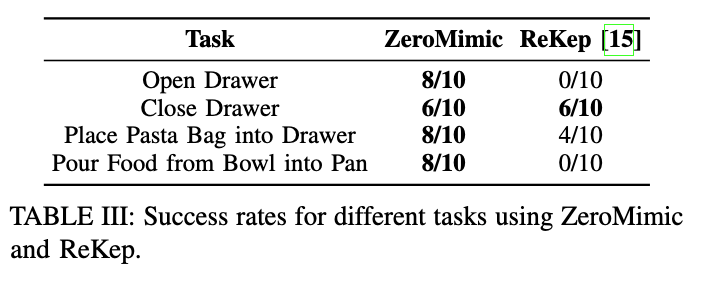 Task ZeroMimic ReKep [15]
Open Drawer 8/10 0/10
Close Drawer 6/10 6/10
Place Pasta Bag into Drawer 8/10 4/10
Pour Food from Bowl into Pan 8/10 0/10
TABLE III: Success rates for different tasks using ZeroMimic
and ReKep.